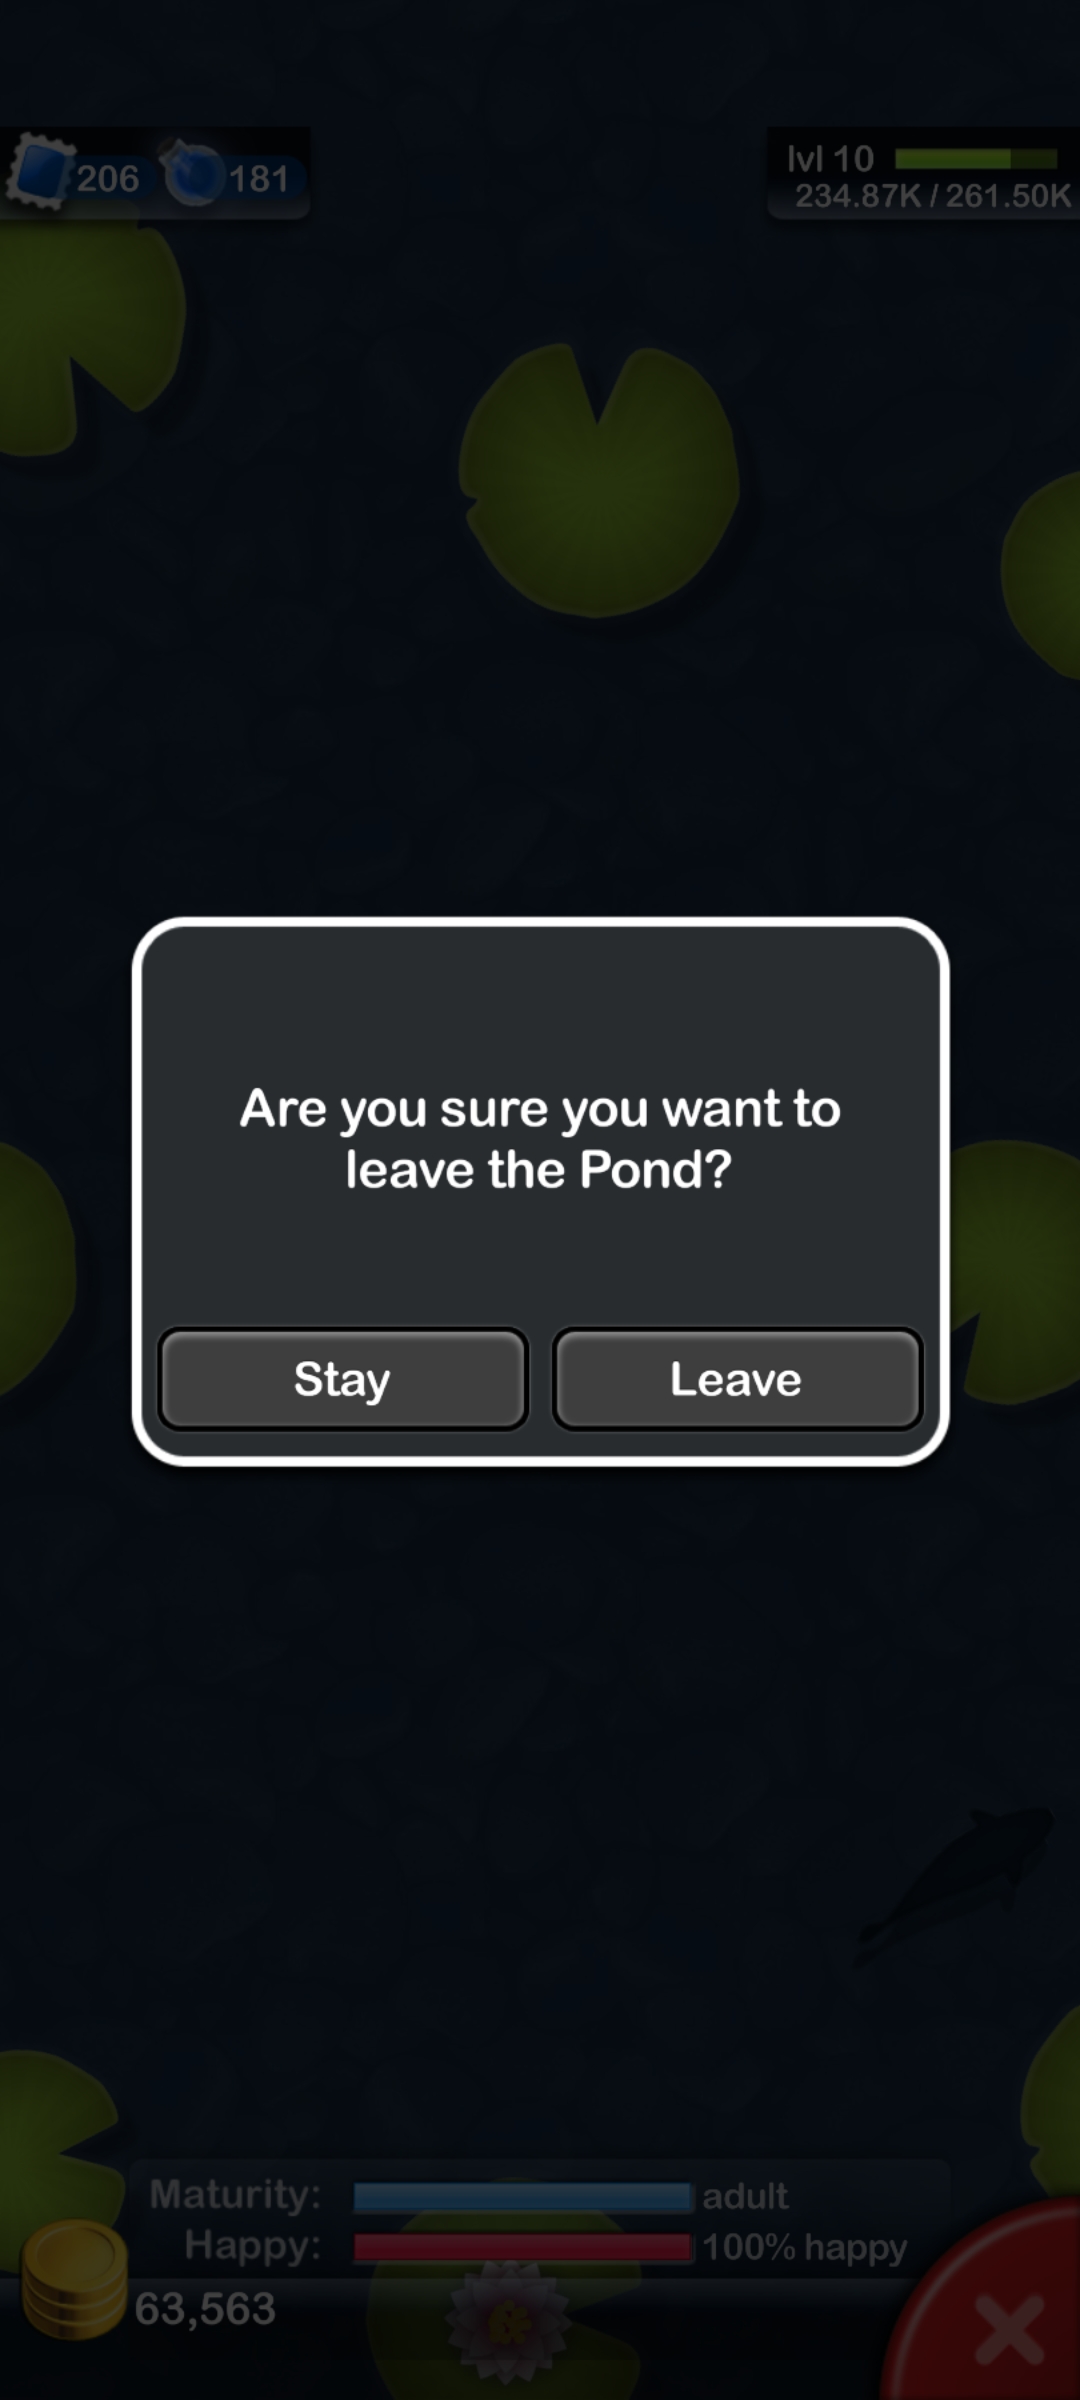 206 181
lvl 10
234.87K / 261.50K
Are you sure you want to
leave the Pond?
Stay Leave
Maturity: adult
Happy: 100% happy
63,563